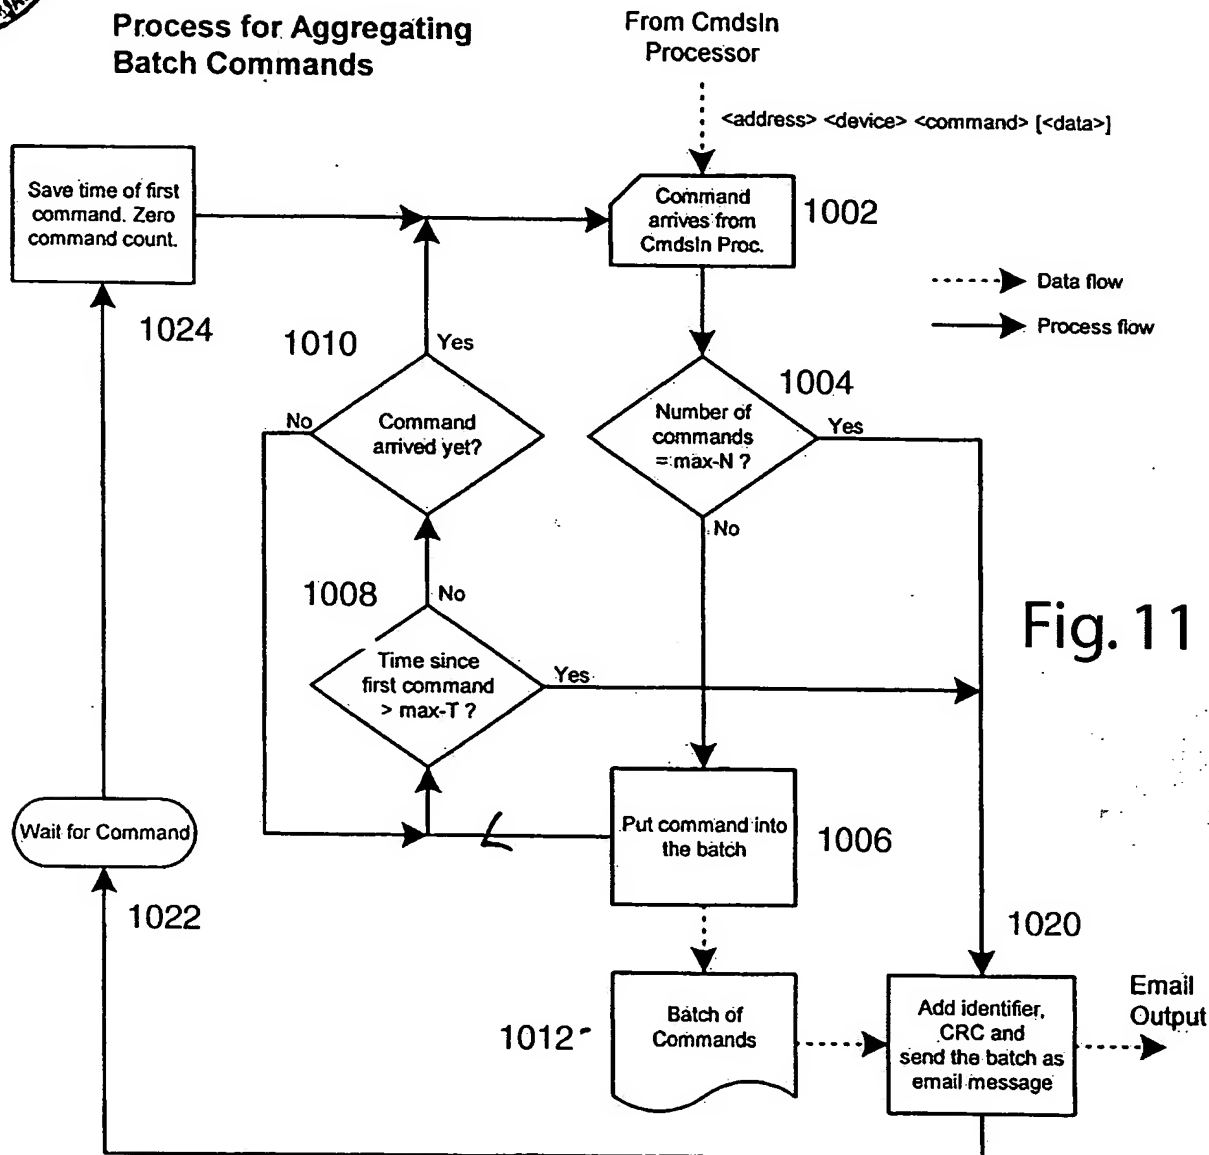 Process for Aggregating
Batch Commands
From CmdsIn
Processor
<address> <device> <command> [<data>]
Save time of first
command. Zero
command count.
1024
Command
arrives from
CmdsIn Proc.
1002
Data flow
Process flow
1010
Yes
No
Command
arrived yet?
1004
Number of
commands
= max-N ?
Yes
No
1008
No
Time since
first command
> max-T ?
Yes
Fig. 11
Wait for Command
1022
Put command into
the batch
1006
1020
Batch of
Commands
1012
Add identifier,
CRC and
send the batch as
email message
Email
Output